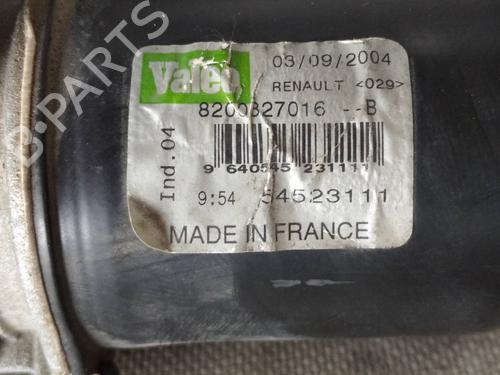 Valeo 03/09/2004
RENAULT <029>
8200327016 --B
Ind.04
9 640545 231111
9:54 54523111
MADE IN FRANCE
B-PARTS